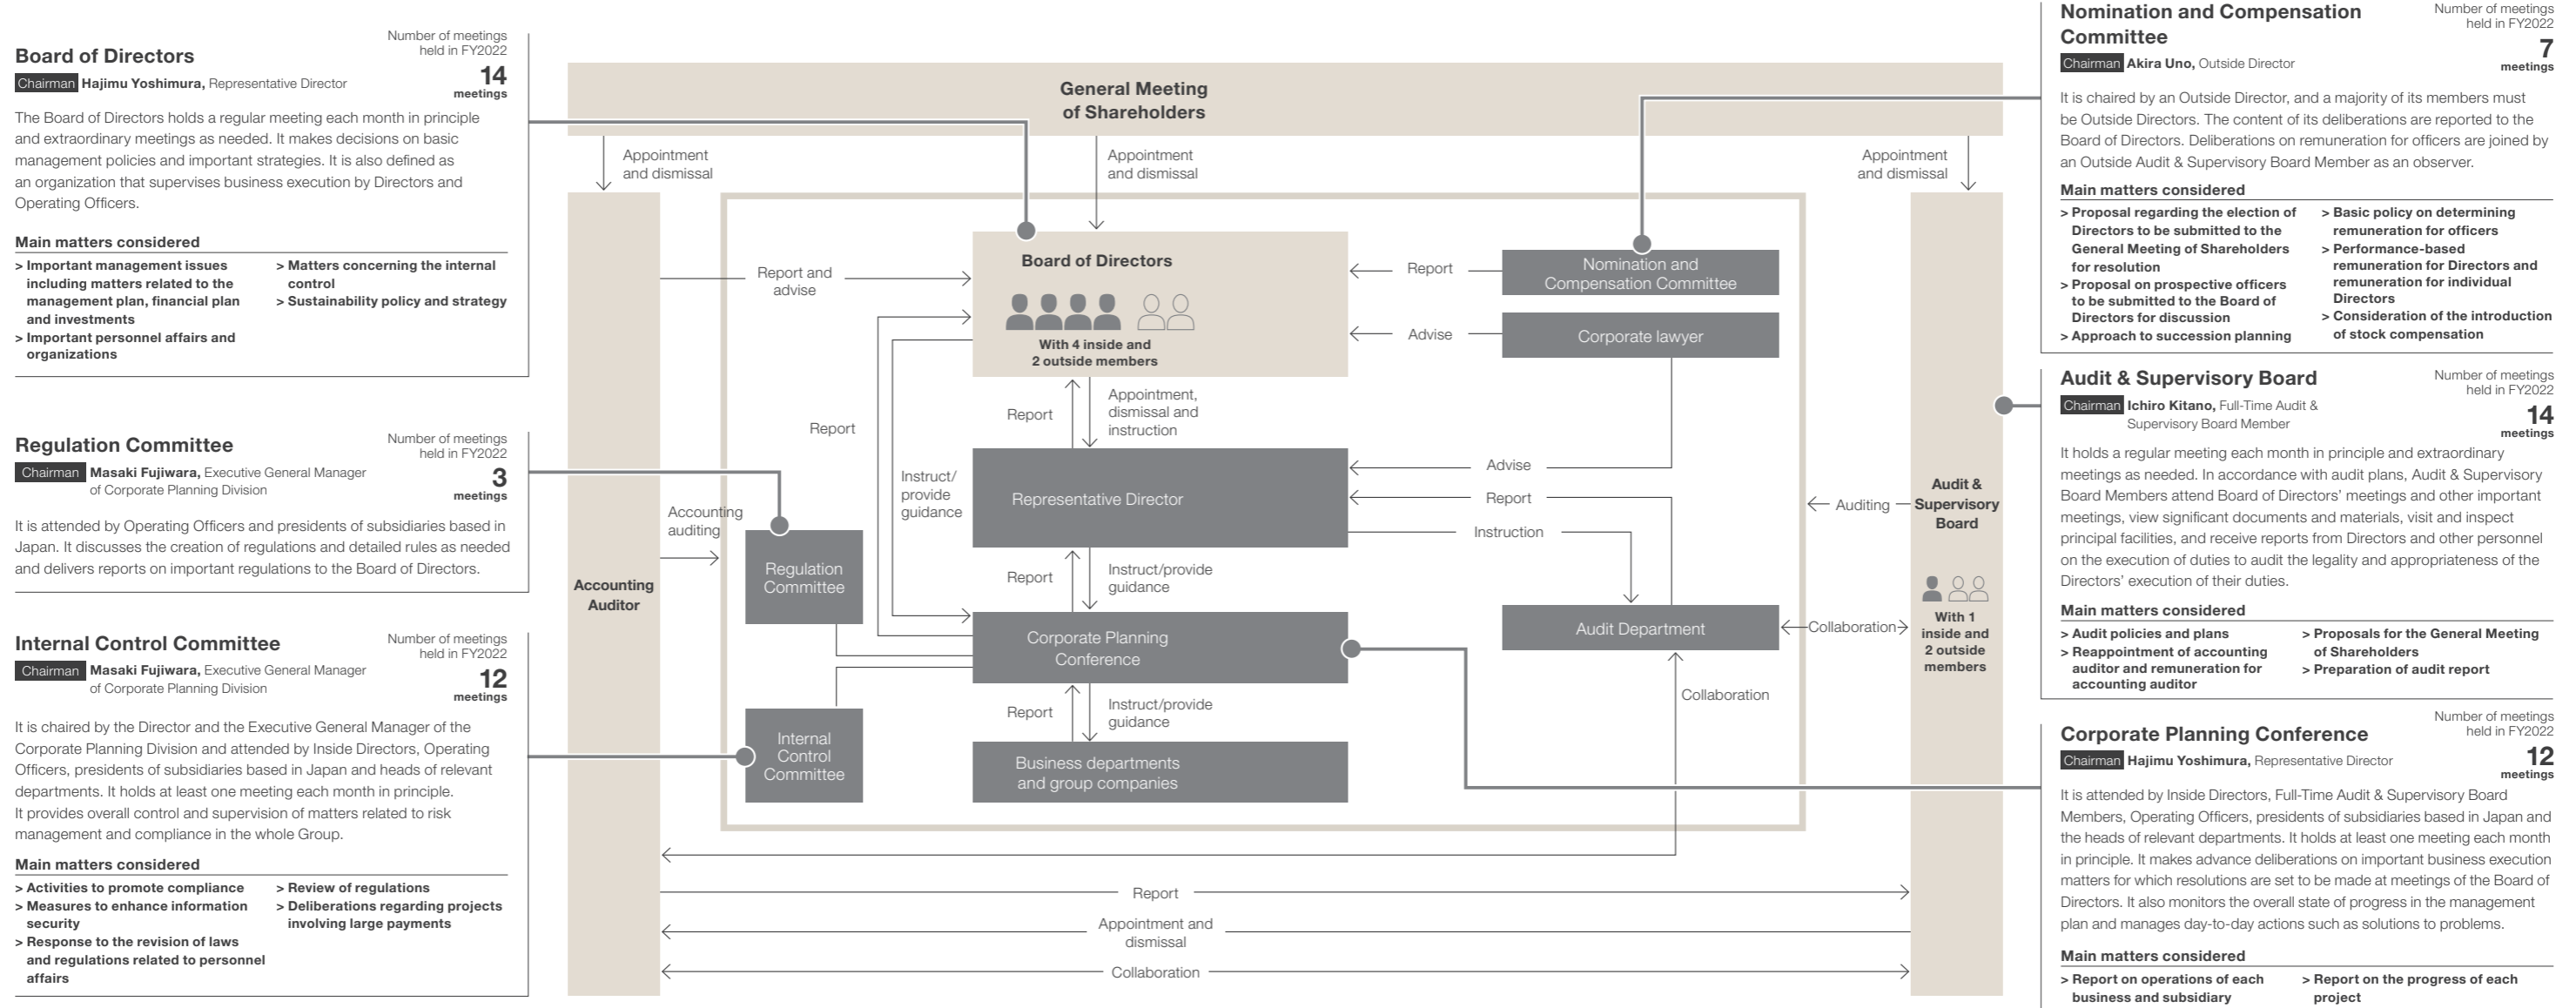 Board of Directors
Number of meetings
held in FY2022
Chairman Hajimu Yoshimura, Representative Director
14
meetings
The Board of Directors holds a regular meeting each month in principle
and extraordinary meetings as needed. It makes decisions on basic
management policies and important strategies. It is also defined as
an organization that supervises business execution by Directors and
Operating Officers.
Main matters considered
> Important management issues
including matters related to the
management plan, financial plan
and investments
> Important personnel affairs and
organizations
> Matters concerning the internal
control
> Sustainability policy and strategy
Regulation Committee
Number of meetings
held in FY2022
Chairman Masaki Fujiwara, Executive General Manager
of Corporate Planning Division
3
meetings
It is attended by Operating Officers and presidents of subsidiaries based in
Japan. It discusses the creation of regulations and detailed rules as needed
and delivers reports on important regulations to the Board of Directors.
Internal Control Committee
Number of meetings
held in FY2022
Chairman Masaki Fujiwara, Executive General Manager
of Corporate Planning Division
12
meetings
It is chaired by the Director and the Executive General Manager of the
Corporate Planning Division and attended by Inside Directors, Operating
Officers, presidents of subsidiaries based in Japan and heads of relevant
departments. It holds at least one meeting each month in principle.
It provides overall control and supervision of matters related to risk
management and compliance in the whole Group.
Main matters considered
> Activities to promote compliance
> Measures to enhance information
security
> Response to the revision of laws
and regulations related to personnel
affairs
> Review of regulations
> Deliberations regarding projects
involving large payments
General Meeting
of Shareholders
Appointment
and dismissal
Appointment
and dismissal
Appointment
and dismissal
Accounting
Auditor
Report and
advise
Accounting
auditing
Board of Directors
With 4 inside and
2 outside members
Report
Nomination and
Compensation Committee
Advise
Corporate lawyer
Report
Instruct/
provide
guidance
Report
Appointment,
dismissal and
instruction
Representative Director
Advise
Report
Instruction
Regulation
Committee
Report
Instruct/provide
guidance
Corporate Planning
Conference
Audit Department
Collaboration
Collaboration
Internal
Control
Committee
Report
Instruct/provide
guidance
Business departments
and group companies
Auditing
Audit &
Supervisory
Board
With 1
inside and
2 outside
members
Report
Appointment and
dismissal
Collaboration
Nomination and Compensation
Committee
Number of meetings
held in FY2022
Chairman Akira Uno, Outside Director
7
meetings
It is chaired by an Outside Director, and a majority of its members must
be Outside Directors. The content of its deliberations are reported to the
Board of Directors. Deliberations on remuneration for officers are joined by
an Outside Audit & Supervisory Board Member as an observer.
Main matters considered
> Proposal regarding the election of
Directors to be submitted to the
General Meeting of Shareholders
for resolution
> Proposal on prospective officers
to be submitted to the Board of
Directors for discussion
> Approach to succession planning
> Basic policy on determining
remuneration for officers
> Performance-based
remuneration for Directors and
remuneration for individual
Directors
> Consideration of the introduction
of stock compensation
Audit & Supervisory Board
Number of meetings
held in FY2022
Chairman Ichiro Kitano, Full-Time Audit &
Supervisory Board Member
14
meetings
It holds a regular meeting each month in principle and extraordinary
meetings as needed. In accordance with audit plans, Audit & Supervisory
Board Members attend Board of Directors' meetings and other important
meetings, view significant documents and materials, visit and inspect
principal facilities, and receive reports from Directors and other personnel
on the execution of duties to audit the legality and appropriateness of the
Directors' execution of their duties.
Main matters considered
> Audit policies and plans
> Reappointment of accounting
auditor and remuneration for
accounting auditor
> Proposals for the General Meeting
of Shareholders
> Preparation of audit report
Corporate Planning Conference
Number of meetings
held in FY2022
Chairman Hajimu Yoshimura, Representative Director
12
meetings
It is attended by Inside Directors, Full-Time Audit & Supervisory Board
Members, Operating Officers, presidents of subsidiaries based in Japan and
the heads of relevant departments. It holds at least one meeting each month
in principle. It makes advance deliberations on important business execution
matters for which resolutions are set to be made at meetings of the Board of
Directors. It also monitors the overall state of progress in the management
plan and manages day-to-day actions such as solutions to problems.
Main matters considered
> Report on operations of each
business and subsidiary
> Report on the progress of each
project